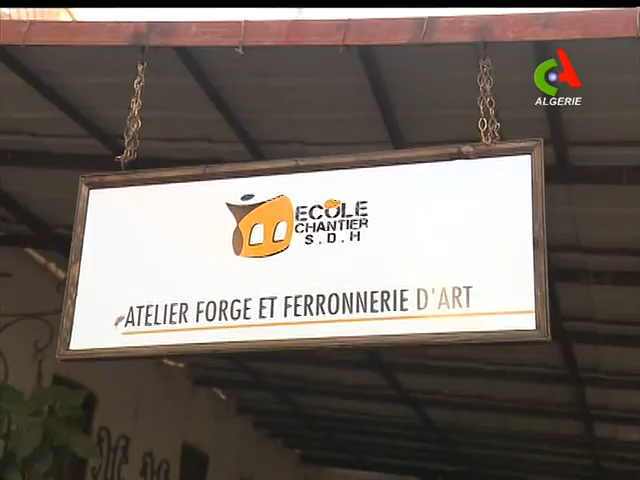 ALGERIE
ECOLE
CHANTIER
S.D.H
ATELIER FORGE ET FERRONNERIE D'ART